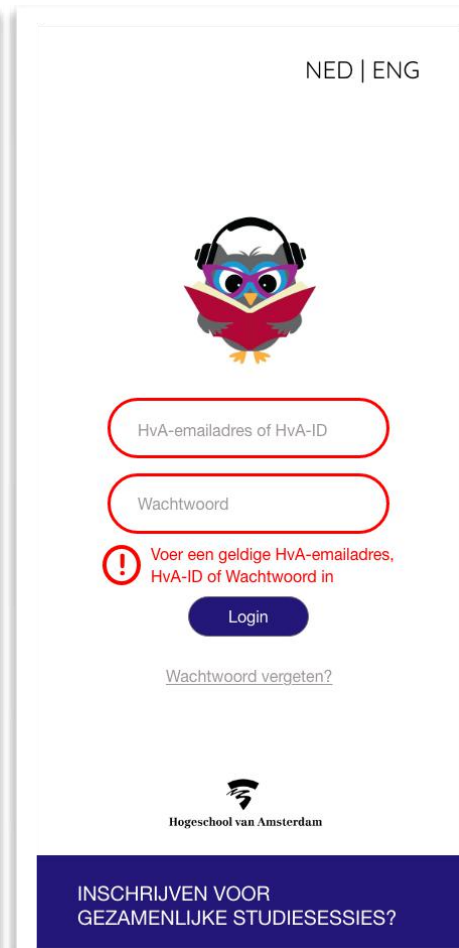 NED | ENG
HvA-emailadres of HvA-ID
Wachtwoord
Voer een geldige HvA-emailadres,
HvA-ID of Wachtwoord in
Login
Wachtwoord vergeten?
Hogeschool van Amsterdam
INSCHRIJVEN VOOR
GEZAMENLIJKE STUDIESESSIES?